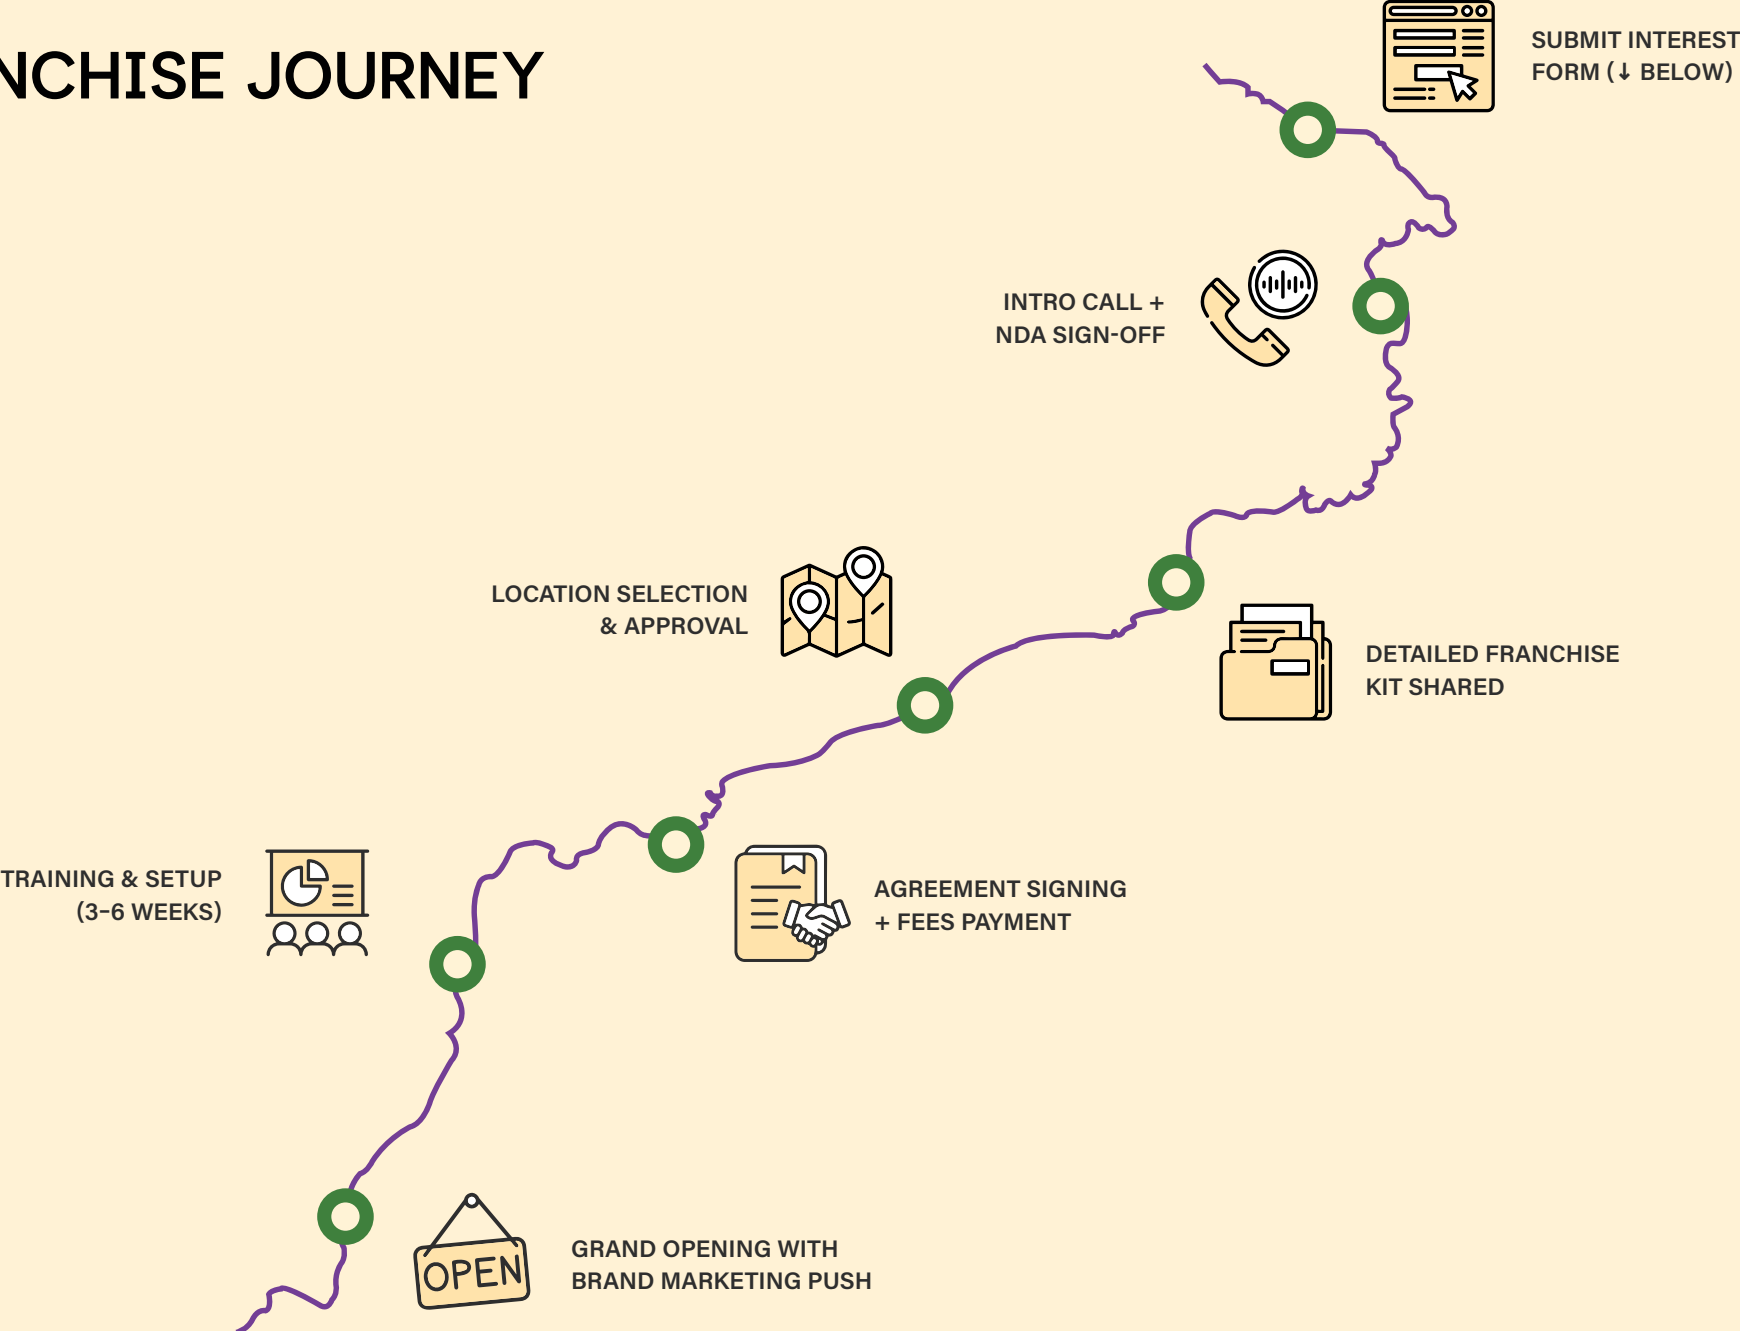 NCHISE JOURNEY
SUBMIT INTEREST
FORM (↓ BELOW)
INTRO CALL +
NDA SIGN-OFF
DETAILED FRANCHISE
KIT SHARED
LOCATION SELECTION
& APPROVAL
AGREEMENT SIGNING
+ FEES PAYMENT
TRAINING & SETUP
(3–6 WEEKS)
GRAND OPENING WITH
BRAND MARKETING PUSH
OPEN